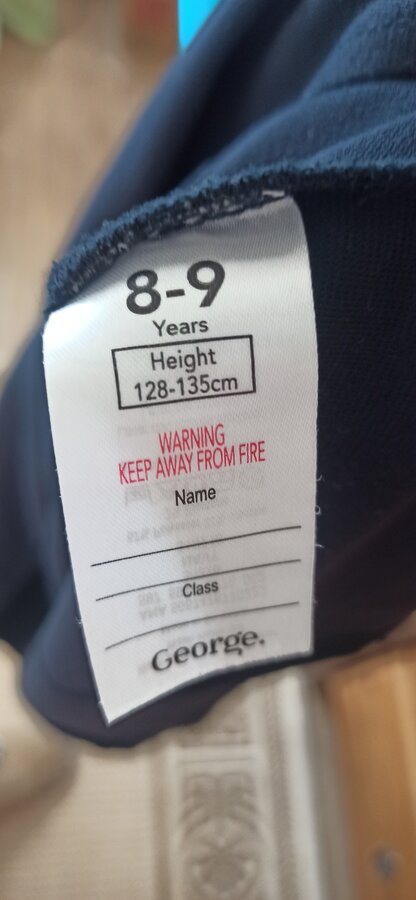 8-9
Years
Height
128-135cm
WARNING
KEEP AWAY FROM FIRE
Name
Class
George.